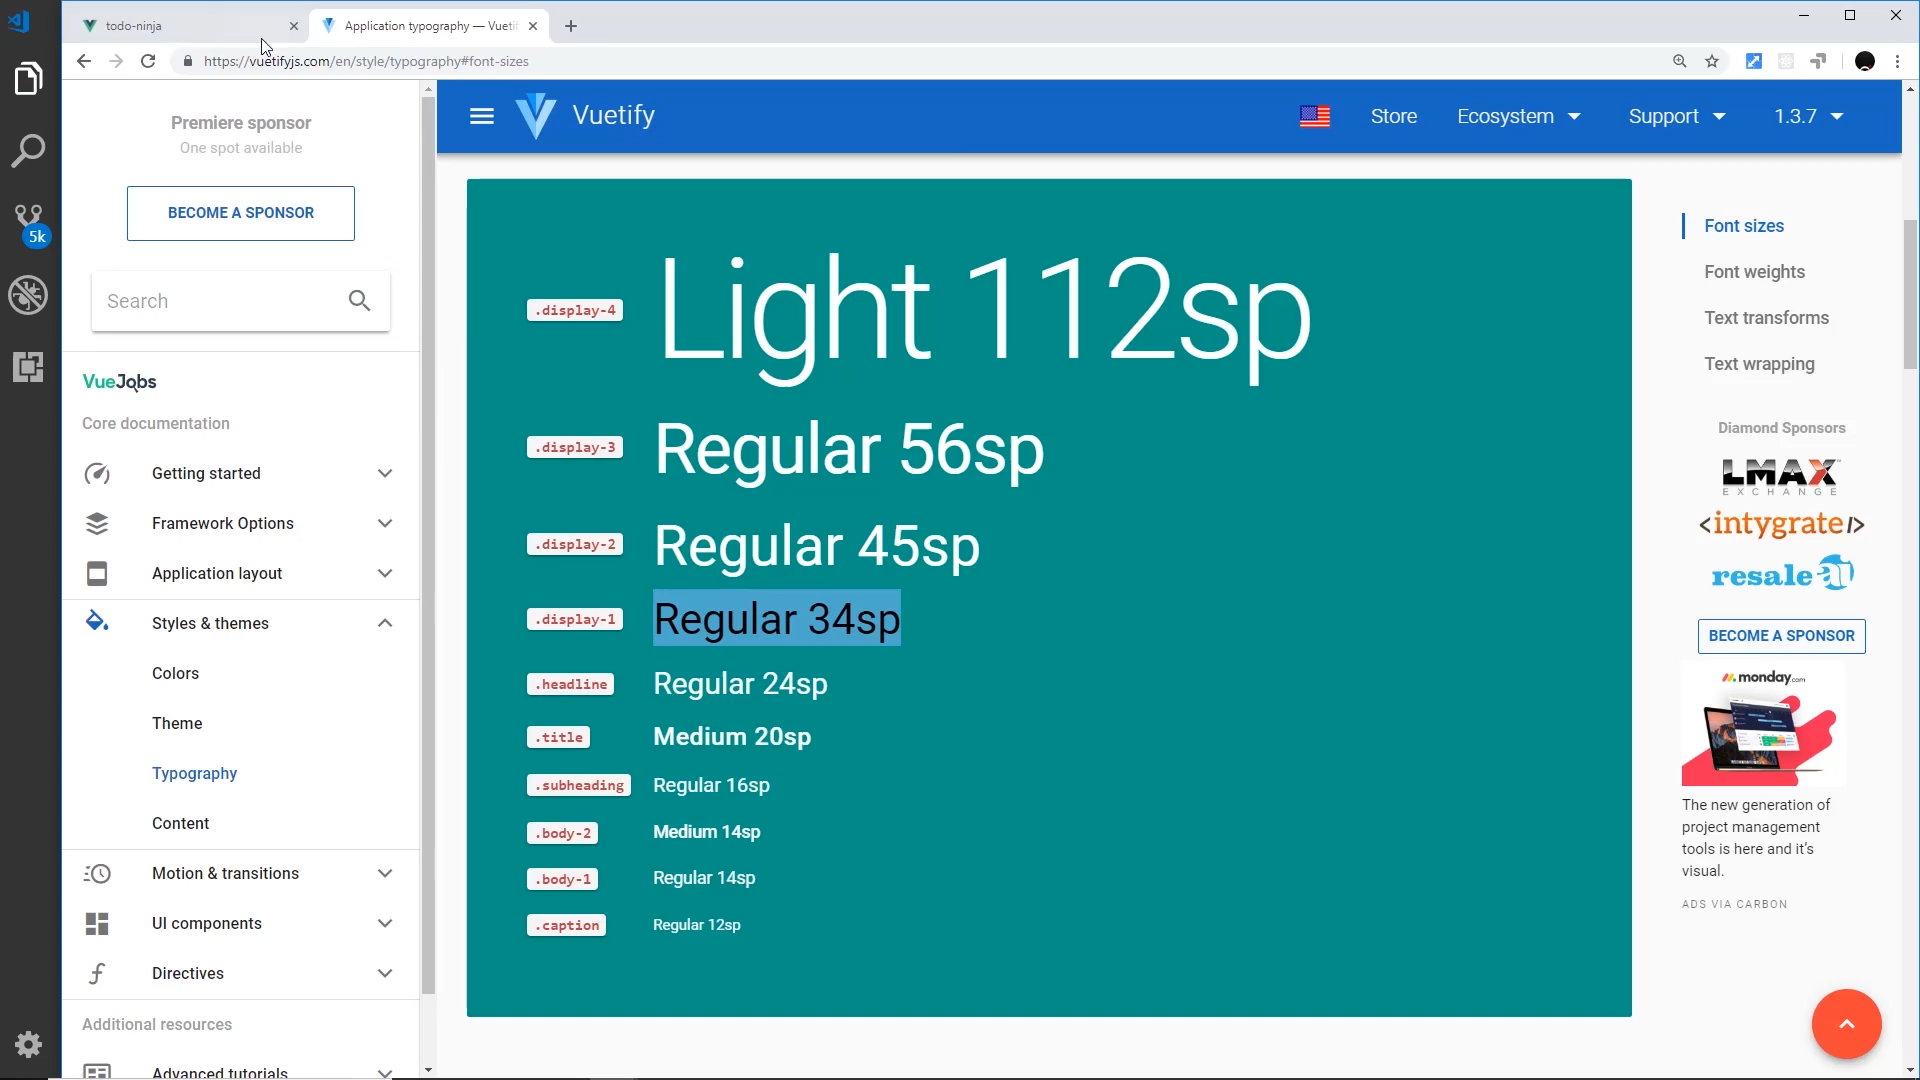 todo-ninja
Application typography — Vuetif
https://vuetifyjs.com/en/style/typography#font-sizes
5k
Premiere sponsor
One spot available
BECOME A SPONSOR
Search
VueJobs
Core documentation
Getting started
Framework Options
Application layout
Styles & themes
Colors
Theme
Typography
Content
Motion & transitions
UI components
Directives
Additional resources
Advanced tutorials
Vuetify
Store
Ecosystem
Support
1.3.7
.display-4 Light 112sp
.display-3 Regular 56sp
.display-2 Regular 45sp
.display-1 Regular 34sp
.headline Regular 24sp
.title Medium 20sp
.subheading Regular 16sp
.body-2 Medium 14sp
.body-1 Regular 14sp
.caption Regular 12sp
Font sizes
Font weights
Text transforms
Text wrapping
Diamond Sponsors
LMAX
EXCHANGE
<intygrate/>
resale ai
BECOME A SPONSOR
monday.com
The new generation of
project management
tools is here and it's
visual.
ADS VIA CARBON